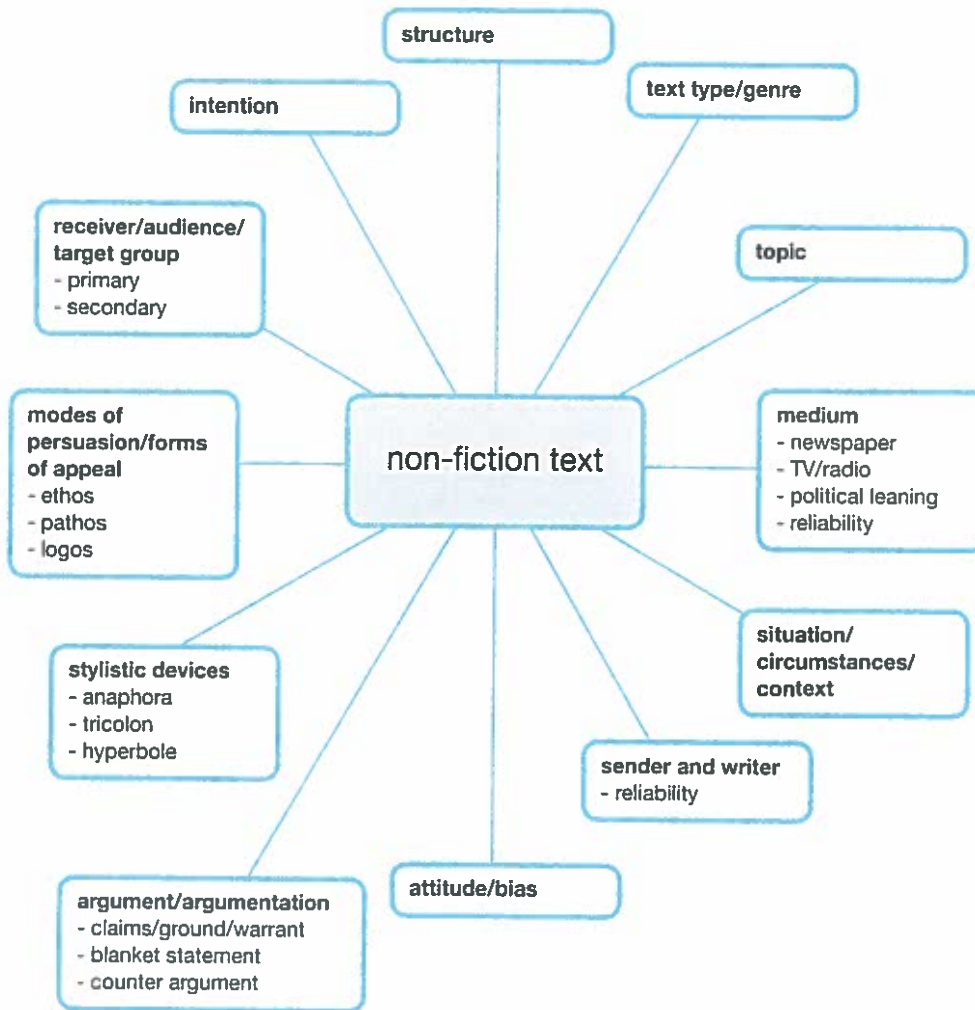 structure
text type/genre
intention
receiver/audience/
target group
- primary
- secondary
topic
modes of
persuasion/forms
of appeal
- ethos
- pathos
- logos
non-fiction text
medium
- newspaper
- TV/radio
- political leaning
- reliability
stylistic devices
- anaphora
- tricolon
- hyperbole
situation/
circumstances/
context
sender and writer
- reliability
argument/argumentation
- claims/ground/warrant
- blanket statement
- counter argument
attitude/bias